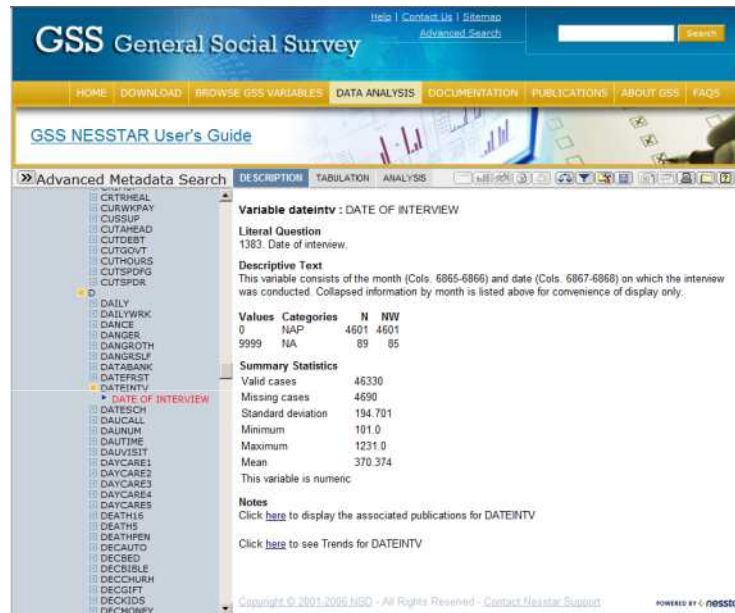 Help | Contact Us | Sitemap
GSS General Social Survey
Advanced Search
Search
HOME DOWNLOAD BROWSE GSS VARIABLES DATA ANALYSIS DOCUMENTATION PUBLICATIONS ABOUT GSS FAQS
GSS NESSTAR User's Guide
Advanced Metadata Search
DESCRIPTION TABULATION ANALYSIS
CRTRHEAL
CURWKPAY
CUSSUP
CUTAHEAD
CUTDEBT
CUTGOVT
CUTHOURS
CUTSPDFG
CUTSPDR
D
DAILY
DAILYWRK
DANCE
DANGER
DANGROTH
DANGRSLF
DATABANK
DATEFRST
DATEINTV
DATE OF INTERVIEW
DATESCH
DAUCALL
DAUNUM
DAUTIME
DAUVISIT
DAYCARE1
DAYCARE2
DAYCARE3
DAYCARE4
DAYCARE5
DEATH16
DEATH5
DEATHPEN
DECAUTO
DECBED
DECBIBLE
DECCHURH
DECGIFT
DECKIDS
DECMONEY
Variable dateintv : DATE OF INTERVIEW
Literal Question
1383. Date of interview.
Descriptive Text
This variable consists of the month (Cols. 6865-6866) and date (Cols. 6867-6868) on which the interview
was conducted. Collapsed information by month is listed above for convenience of display only.
Values Categories N NW
0 NAP 4601 4601
9999 NA 89 85
Summary Statistics
Valid cases 46330
Missing cases 4690
Standard deviation 194.701
Minimum 101.0
Maximum 1231.0
Mean 370.374
This variable is numeric
Notes
Click here to display the associated publications for DATEINTV
Click here to see Trends for DATEINTV
Copyright © 2001-2006 NSD - All Rights Reserved - Contact Nesstar Support
POWERED BY nessta